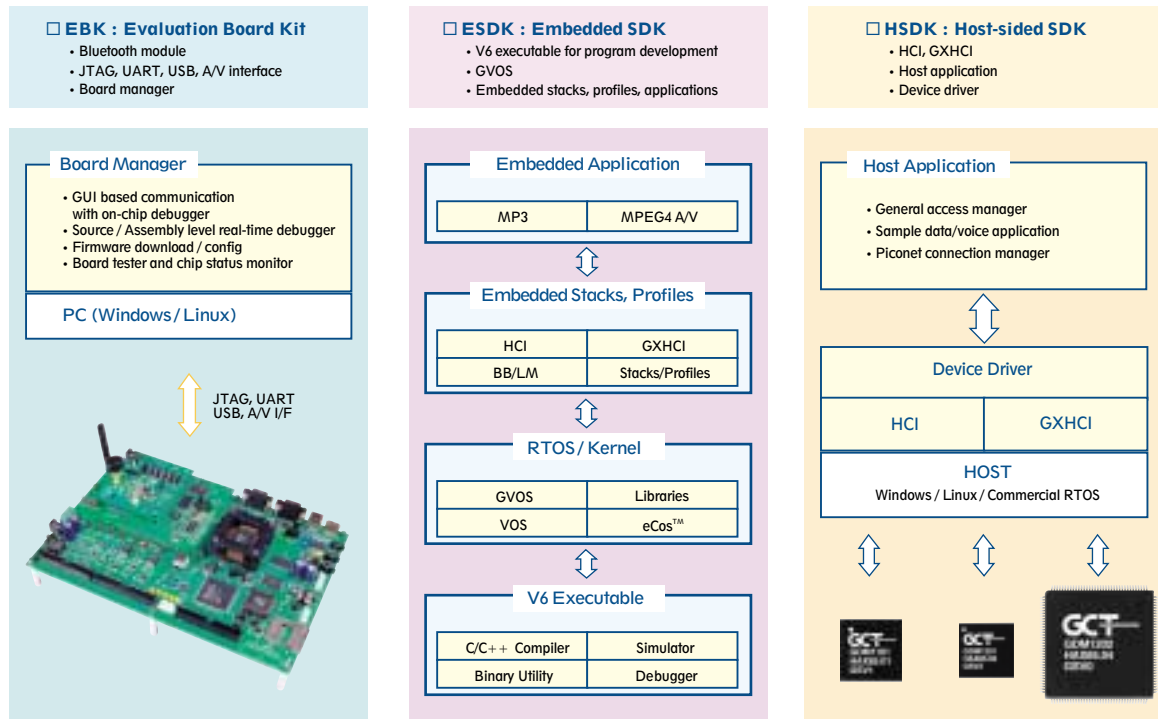 □ EBK : Evaluation Board Kit
• Bluetooth module
• JTAG, UART, USB, A/V interface
• Board manager
□ ESDK : Embedded SDK
• V6 executable for program development
• GVOS
• Embedded stacks, profiles, applications
□ HSDK : Host-sided SDK
• HCI, GXHCI
• Host application
• Device driver
Board Manager
• GUI based communication
with on-chip debugger
• Source / Assembly level real-time debugger
• Firmware download / config
• Board tester and chip status monitor
PC (Windows / Linux)
JTAG, UART
USB, A/V I/F
Embedded Application
MP3
MPEG4 A/V
Embedded Stacks, Profiles
HCI
GXHCI
BB/LM
Stacks/Profiles
RTOS / Kernel
GVOS
Libraries
VOS
eCos™
V6 Executable
C/C++ Compiler
Simulator
Binary Utility
Debugger
Host Application
• General access manager
• Sample data/voice application
• Piconet connection manager
Device Driver
HCI
GXHCI
HOST
Windows / Linux / Commercial RTOS
GCT
GCT
GCT